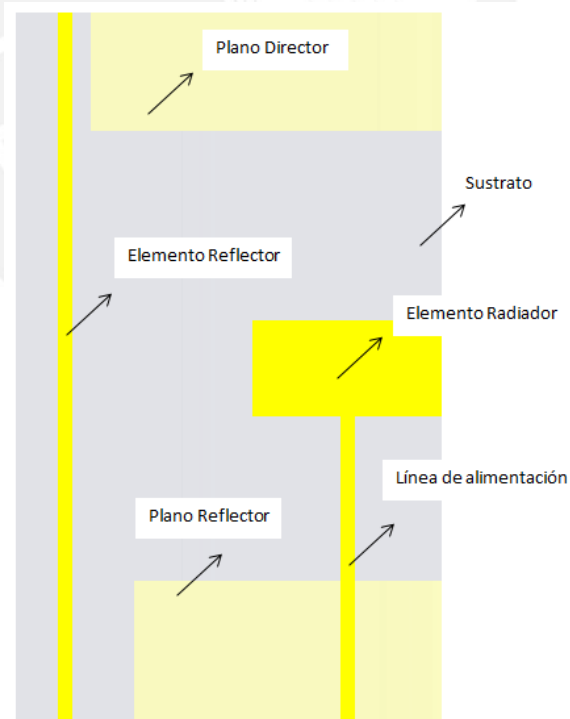 Plano Director
Sustrato
Elemento Reflector
Elemento Radiador
Línea de alimentación
Plano Reflector